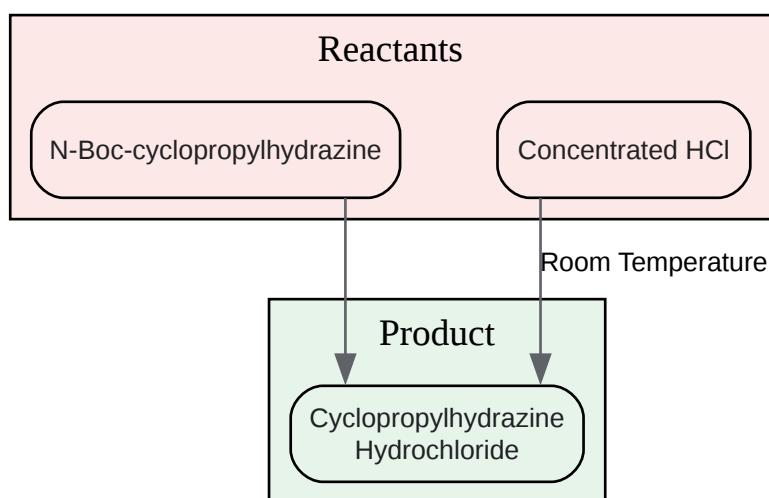 Reactants
N-Boc-cyclopropylhydrazine
Concentrated HCl
Room Temperature
Product
Cyclopropylhydrazine
Hydrochloride